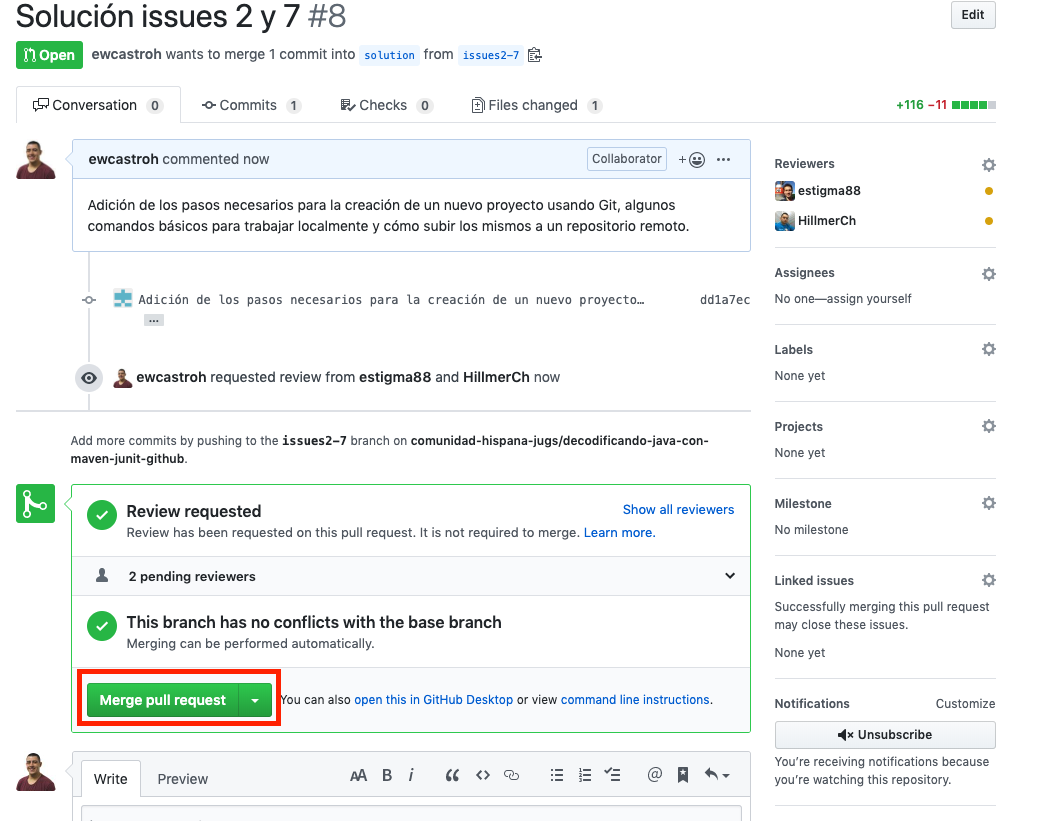 Solución issues 2 y 7 #8
Edit
Open ewcastroh wants to merge 1 commit into solution from issues2-7
Conversation 0 Commits 1 Checks 0 Files changed 1 +116 −11
ewcastroh commented now Collaborator
Adición de los pasos necesarios para la creación de un nuevo proyecto usando Git, algunos
comandos básicos para trabajar localmente y cómo subir los mismos a un repositorio remoto.
Adición de los pasos necesarios para la creación de un nuevo proyecto… dd1a7ec
…
ewcastroh requested review from estigma88 and HillmerCh now
Add more commits by pushing to the issues2-7 branch on comunidad-hispana-jugs/decodificando-java-con-
maven-junit-github.
Review requested Show all reviewers
Review has been requested on this pull request. It is not required to merge. Learn more.
2 pending reviewers
This branch has no conflicts with the base branch
Merging can be performed automatically.
Merge pull request You can also open this in GitHub Desktop or view command line instructions.
Write Preview
Reviewers
estigma88
HillmerCh
Assignees
No one—assign yourself
Labels
None yet
Projects
None yet
Milestone
No milestone
Linked issues
Successfully merging this pull request
may close these issues.
None yet
Notifications Customize
Unsubscribe
You're receiving notifications because
you're watching this repository.